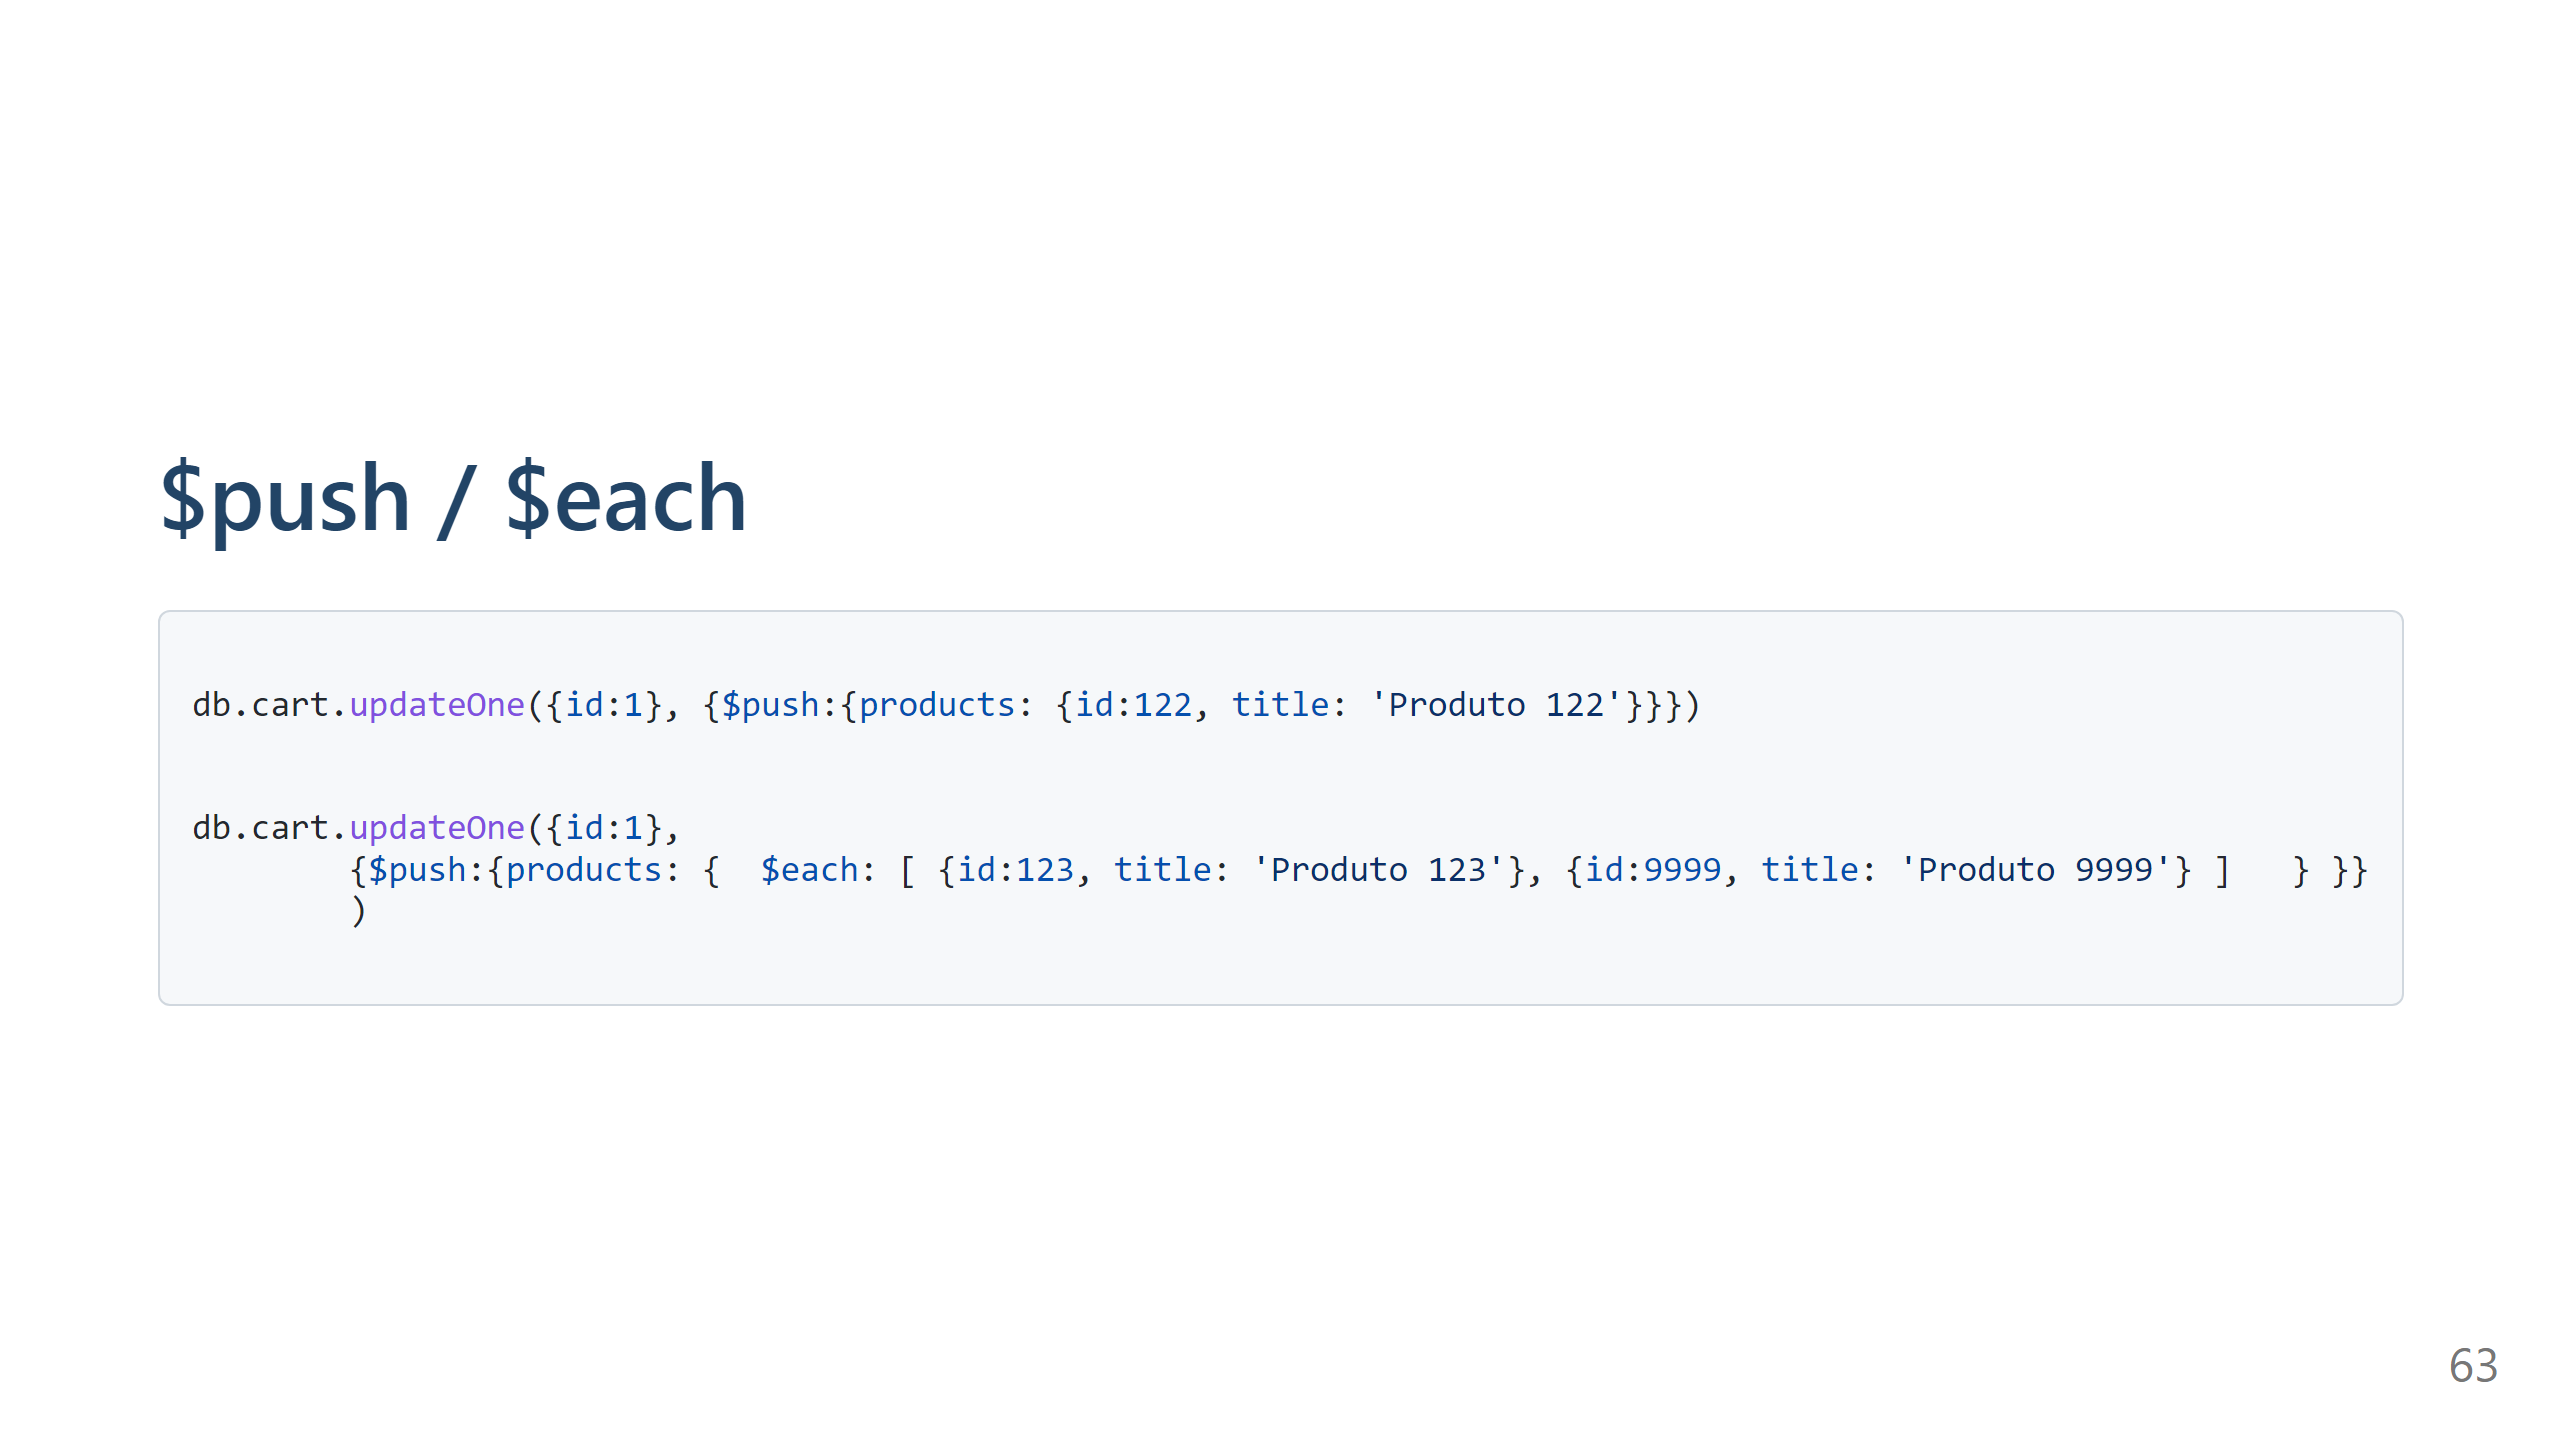 $push / $each
db.cart.updateOne({id:1}, {$push:{products: {id:122, title: 'Produto 122'}}})
db.cart.updateOne({id:1},
{$push:{products: {  $each: [ {id:123, title: 'Produto 123'}, {id:9999, title: 'Produto 9999'} ]   } }}
)
63